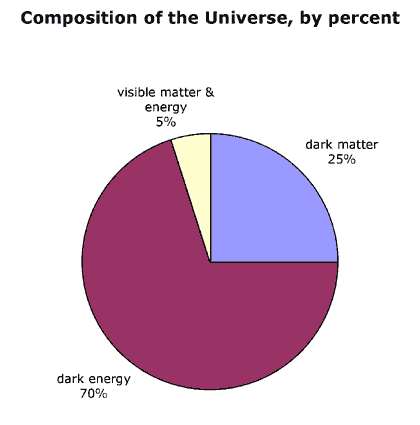 Composition of the Universe, by percent
visible matter &
energy
5%
dark matter
25%
dark energy
70%